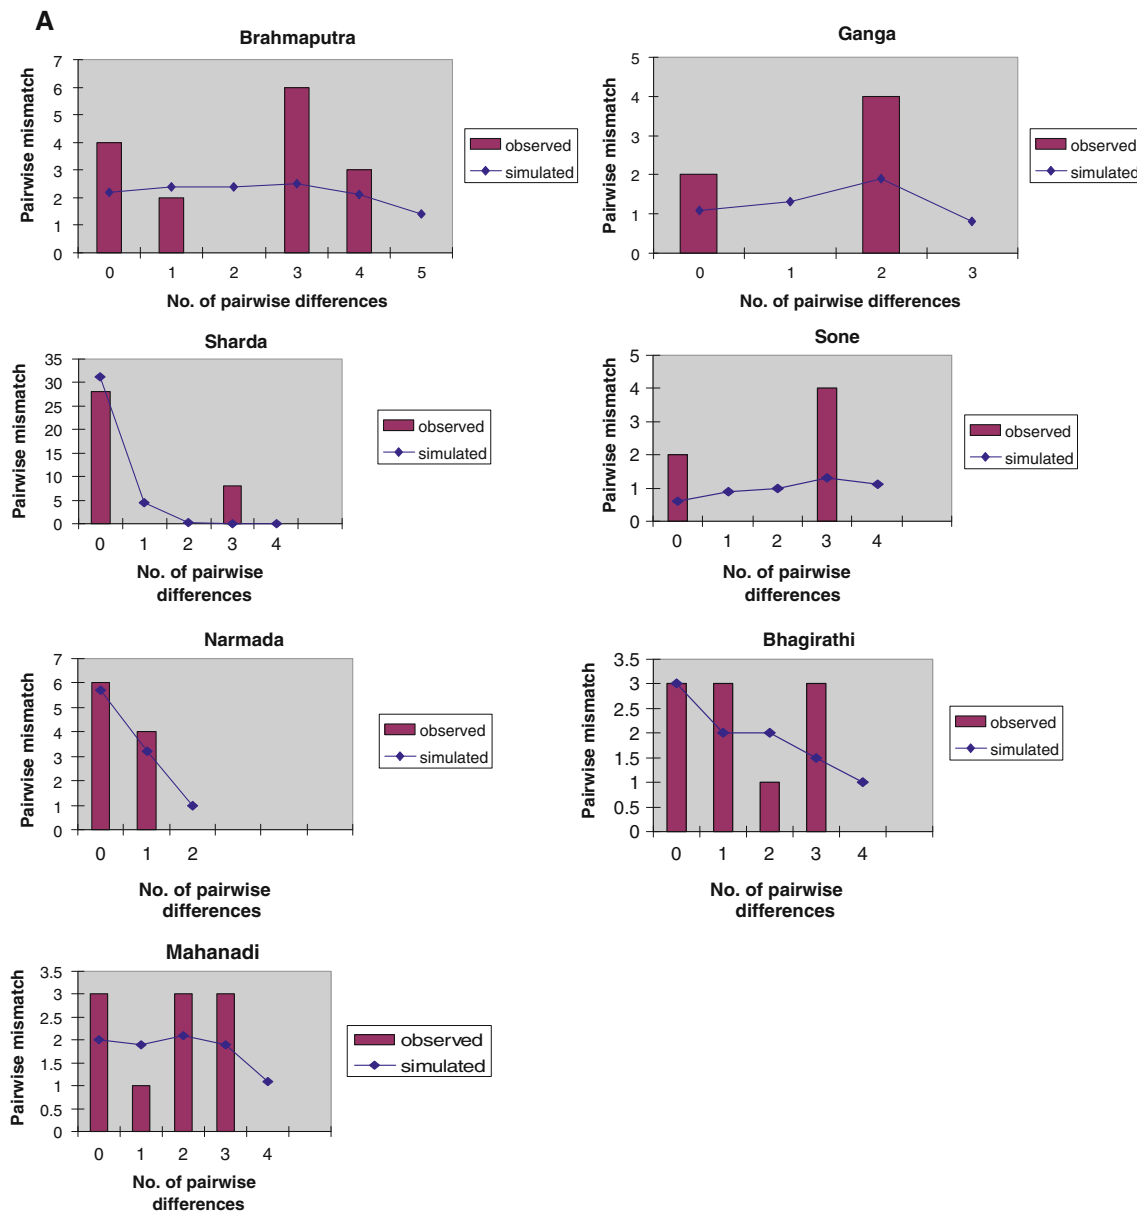 A
Brahmaputra
Pairwise mismatch
7
6
5
4
3
2
1
0
0 1 2 3 4 5
No. of pairwise differences
observed
simulated
Ganga
Pairwise mismatch
5
4
3
2
1
0
0 1 2 3
No. of pairwise differences
observed
simulated
Sharda
Pairwise mismatch
35
30
25
20
15
10
5
0
0 1 2 3 4
No. of pairwise
differences
observed
simulated
Sone
Pairwise mismatch
5
4
3
2
1
0
0 1 2 3 4
No. of pairwise
differences
observed
simulated
Narmada
Pairwise mismatch
7
6
5
4
3
2
1
0
0 1 2
No. of pairwise
differences
observed
simulated
Bhagirathi
Pairwise mismatch
3.5
3
2.5
2
1.5
1
0.5
0
0 1 2 3 4
No. of pairwise
differences
observed
simulated
Mahanadi
Pairwise mismatch
3.5
3
2.5
2
1.5
1
0.5
0
0 1 2 3 4
No. of pairwise
differences
observed
simulated